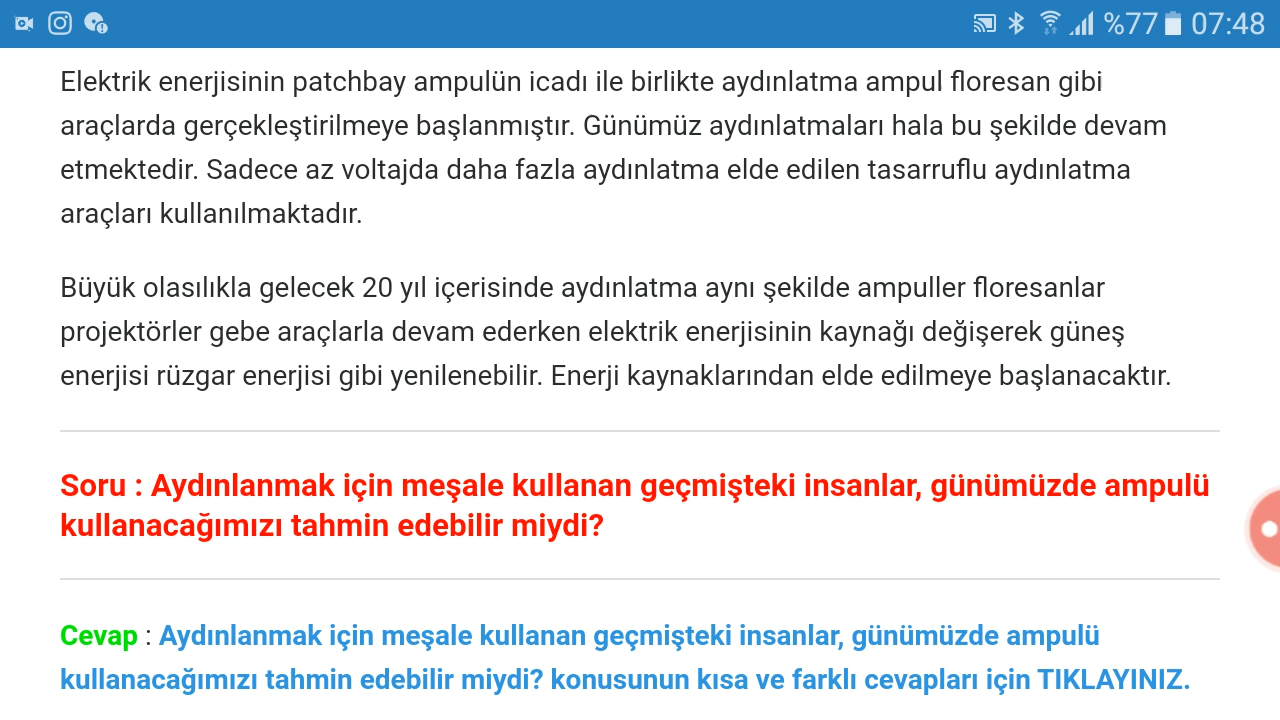 %77 07:48
Elektrik enerjisinin patchbay ampulün icadı ile birlikte aydınlatma ampul floresan gibi
araçlarda gerçekleştirilmeye başlanmıştır. Günümüz aydınlatmaları hala bu şekilde devam
etmektedir. Sadece az voltajda daha fazla aydınlatma elde edilen tasarruflu aydınlatma
araçları kullanılmaktadır.
Büyük olasılıkla gelecek 20 yıl içerisinde aydınlatma aynı şekilde ampuller floresanlar
projektörler gebe araçlarla devam ederken elektrik enerjisinin kaynağı değişerek güneş
enerjisi rüzgar enerjisi gibi yenilenebilir. Enerji kaynaklarından elde edilmeye başlanacaktır.
Soru : Aydınlanmak için meşale kullanan geçmişteki insanlar, günümüzde ampulü
kullanacağımızı tahmin edebilir miydi?
Cevap : Aydınlanmak için meşale kullanan geçmişteki insanlar, günümüzde ampulü
kullanacağımızı tahmin edebilir miydi? konusunun kısa ve farklı cevapları için TIKLAYINIZ.